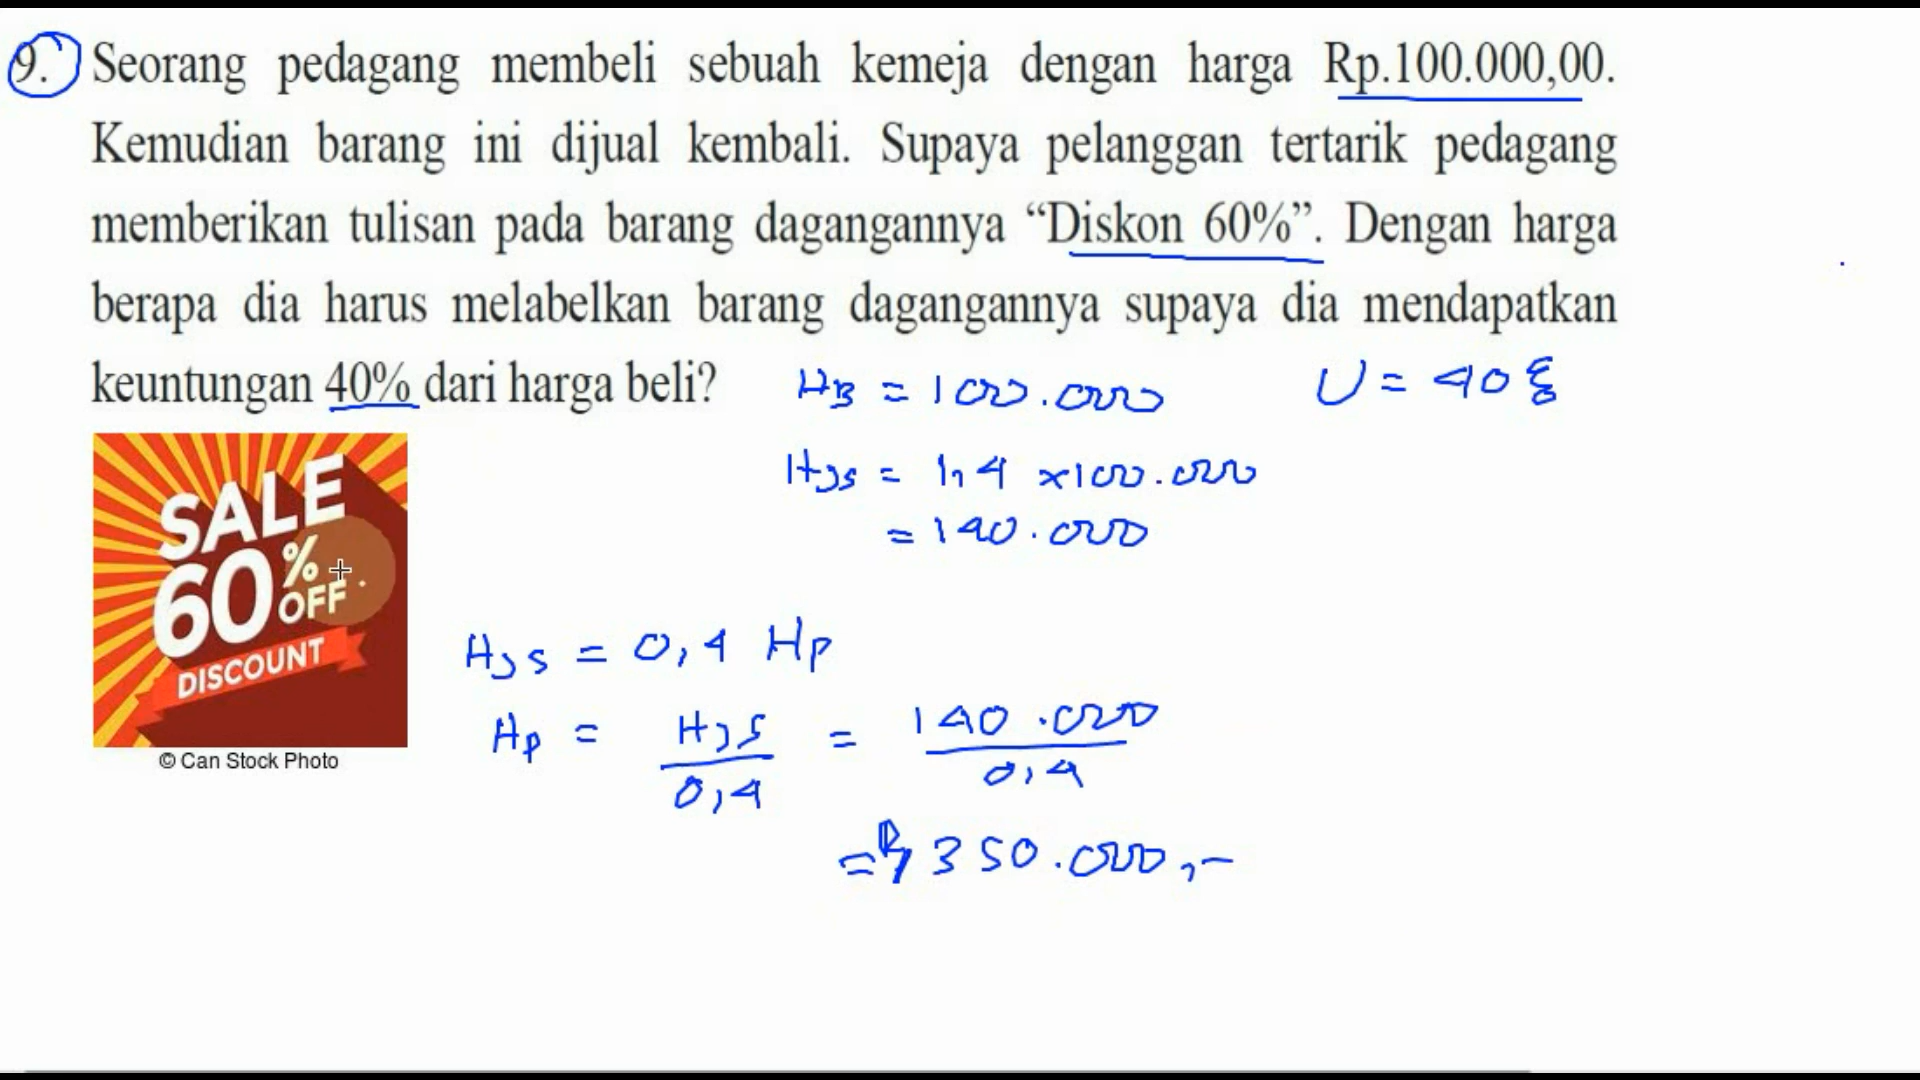 9. Seorang pedagang membeli sebuah kemeja dengan harga Rp.100.000,00.
Kemudian barang ini dijual kembali. Supaya pelanggan tertarik pedagang
memberikan tulisan pada barang dagangannya “Diskon 60%”. Dengan harga
berapa dia harus melabelkan barang dagangannya supaya dia mendapatkan
keuntungan 40% dari harga beli?
HB = 100.000 U = 40%
HJS = 1,4 x100.000
= 140.000
SALE
60%
OFF
DISCOUNT
© Can Stock Photo
HJS = 0,4 Hp
Hp = HJS / 0,4 = 140.000 / 0,4
= Rp 350.000,-